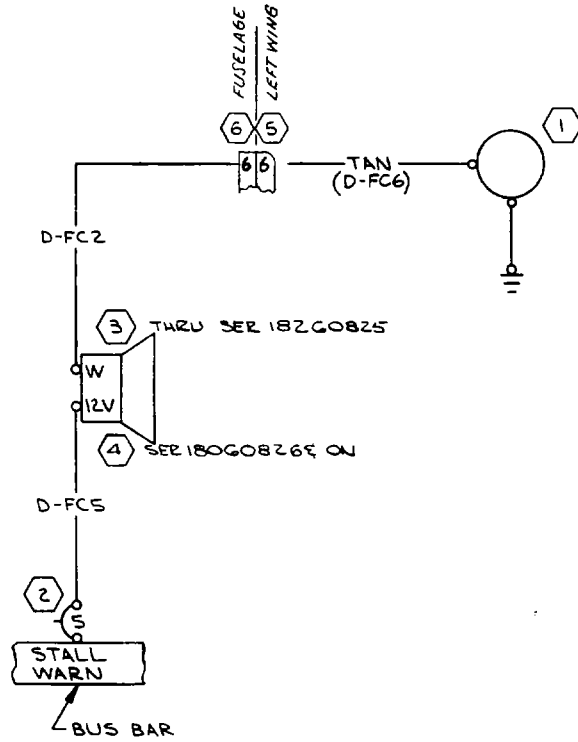 FUSELAGE
LEFT WING
6 5
1
6 6
TAN
(D-FC6)
D-FC2
3 THRU SER 18260825
W
12V
4 SER 18060826 & ON
D-FC5
2
5
STALL
WARN
BUS BAR